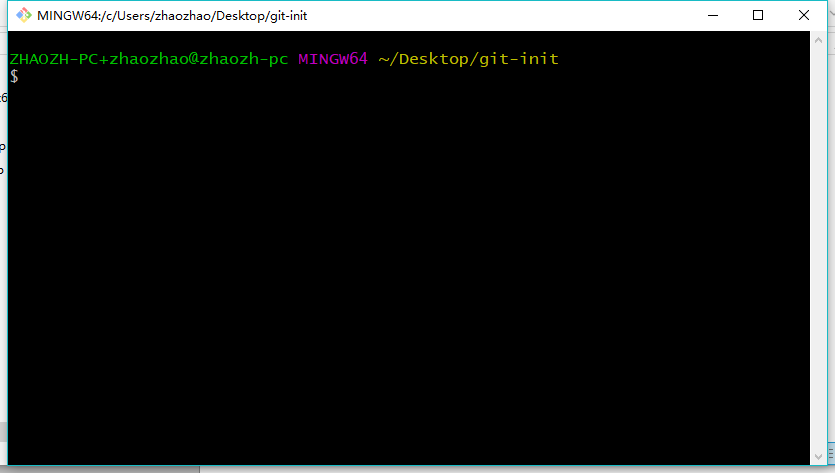 MINGW64:/c/Users/zhaozhao/Desktop/git-init
ZHAOZH-PC+zhaozhao@zhaozh-pc MINGW64 ~/Desktop/git-init
$